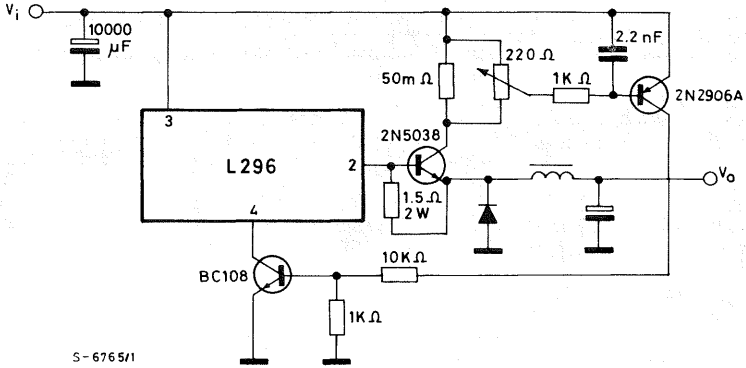 Vi
10000
µF
2.2 nF
220 Ω
50m Ω
1K Ω
2N2906A
3
2N5038
L296
2
Vo
1.5 Ω
2 W
4
10K Ω
BC108
1K Ω
S-6765/1